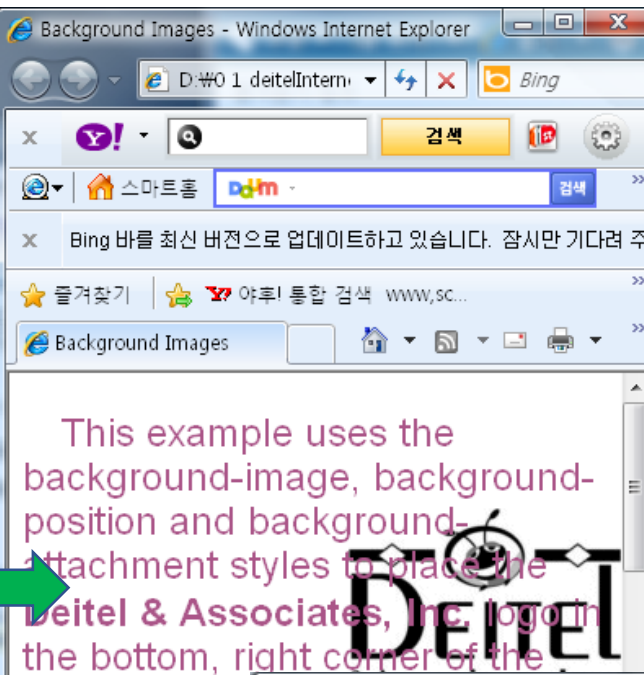 Background Images - Windows Internet Explorer
D:₩0 1 deitelIntern Bing
Y! 검색
스마트홈 Daum 검색 »
x Bing 바를 최신 버전으로 업데이트하고 있습니다. 잠시만 기다려 주
즐겨찾기 Y! 야후! 통합 검색 www,sc... »
Background Images »
This example uses the
background-image, background-
position and background-
attachment styles to place the
Deitel & Associates, Inc. logo in
the bottom, right corner of the
DEITEL